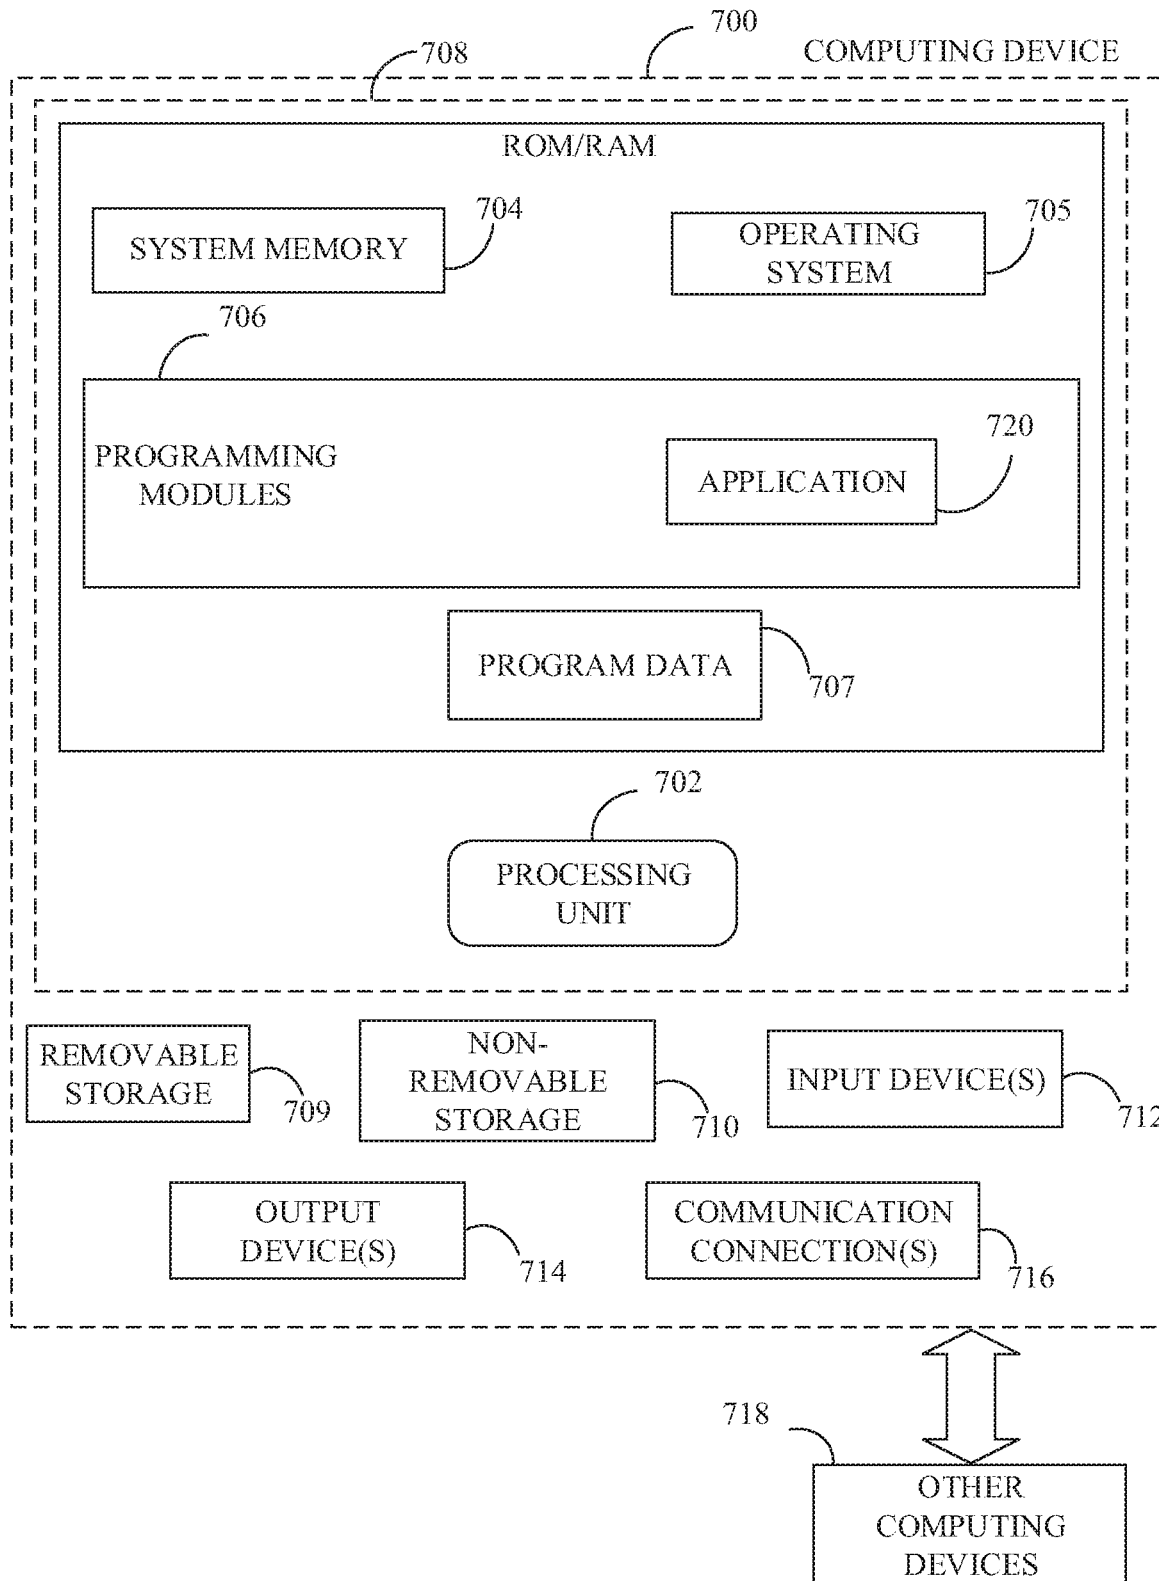 700
708
COMPUTING DEVICE
ROM/RAM
704
SYSTEM MEMORY
705
OPERATING
SYSTEM
706
PROGRAMMING
MODULES
720
APPLICATION
PROGRAM DATA
707
702
PROCESSING
UNIT
REMOVABLE
STORAGE
709
NON-
REMOVABLE
STORAGE
710
INPUT DEVICE(S)
712
OUTPUT
DEVICE(S)
714
COMMUNICATION
CONNECTION(S)
716
718
OTHER
COMPUTING
DEVICES